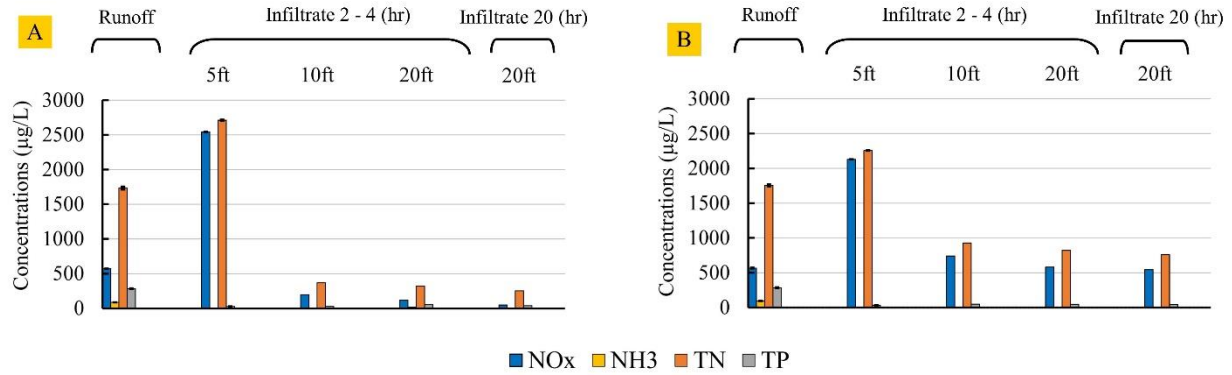 A
Runoff
Infiltrate 2 - 4 (hr)
Infiltrate 20 (hr)
5ft 10ft 20ft 20ft
3000
2500
2000
1500
1000
500
0
Concentrations (µg/L)
B
Runoff
Infiltrate 2 - 4 (hr)
Infiltrate 20 (hr)
5ft 10ft 20ft 20ft
3000
2500
2000
1500
1000
500
0
Concentrations (µg/L)
NOx NH3 TN TP